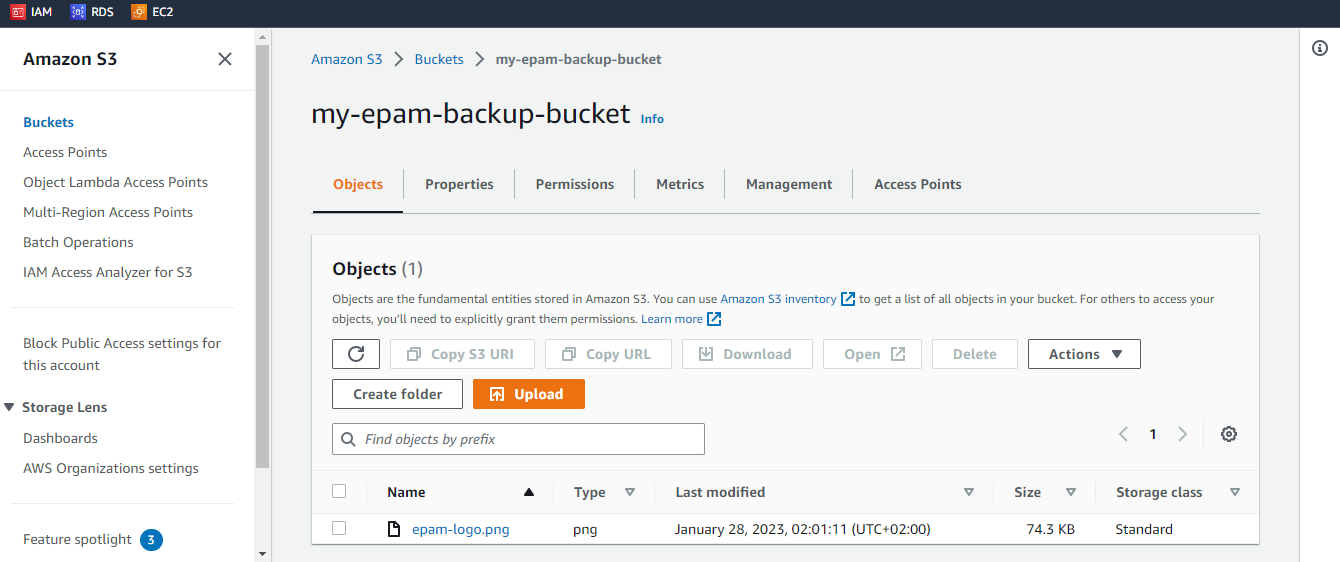 IAM RDS EC2
Amazon S3
Buckets
Access Points
Object Lambda Access Points
Multi-Region Access Points
Batch Operations
IAM Access Analyzer for S3
Block Public Access settings for
this account
Storage Lens
Dashboards
AWS Organizations settings
Feature spotlight 3
Amazon S3 Buckets my-epam-backup-bucket
my-epam-backup-bucket Info
Objects Properties Permissions Metrics Management Access Points
Objects (1)
Objects are the fundamental entities stored in Amazon S3. You can use Amazon S3 inventory to get a list of all objects in your bucket. For others to access your
objects, you'll need to explicitly grant them permissions. Learn more
Copy S3 URI Copy URL Download Open Delete Actions
Create folder Upload
Find objects by prefix 1
Name Type Last modified Size Storage class
epam-logo.png png January 28, 2023, 02:01:11 (UTC+02:00) 74.3 KB Standard